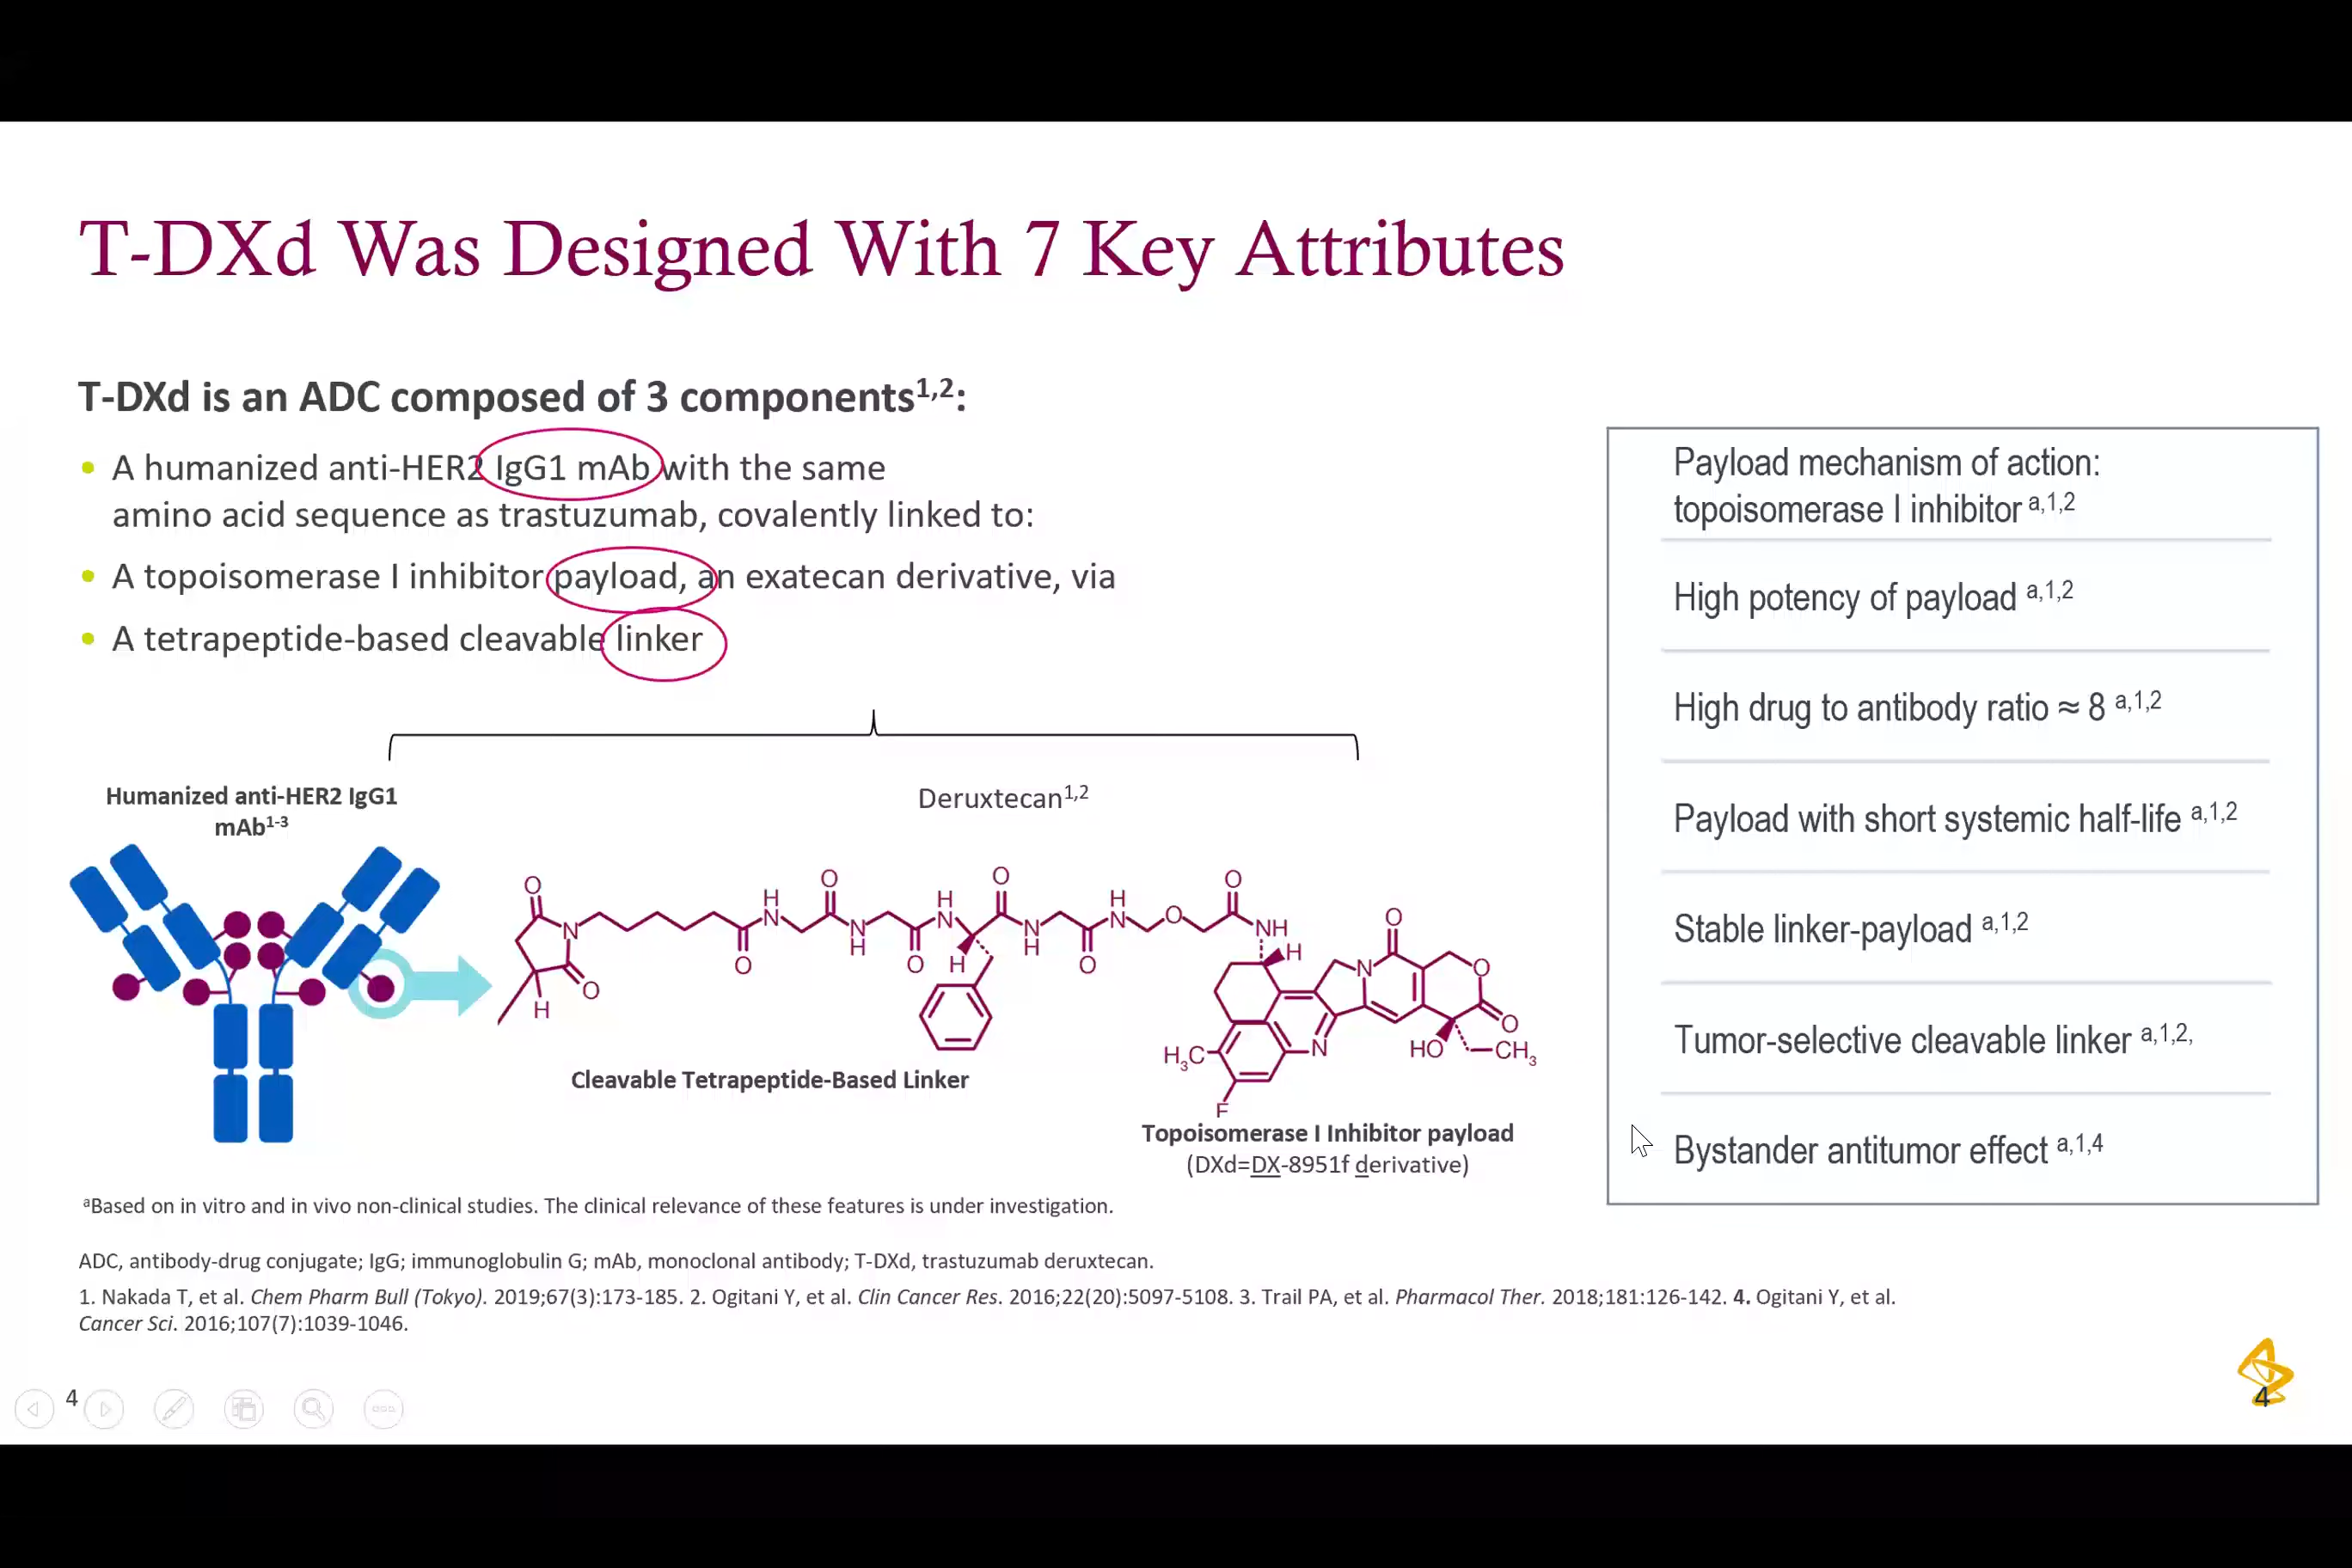 T-DXd Was Designed With 7 Key Attributes
T-DXd is an ADC composed of 3 components1,2:
• A humanized anti-HER2 IgG1 mAb with the same
amino acid sequence as trastuzumab, covalently linked to:
• A topoisomerase I inhibitor payload, an exatecan derivative, via
• A tetrapeptide-based cleavable linker
Humanized anti-HER2 IgG1
mAb1-3
Deruxtecan1,2
O
N
O
H
O
H
N
O
N
H
O
H
N
H
O
N
H
O
H
N
O
O
NH
H
N
O
O
O
HO
CH3
N
H3C
F
Cleavable Tetrapeptide-Based Linker
Topoisomerase I Inhibitor payload
(DXd=DX-8951f derivative)
Payload mechanism of action:
topoisomerase I inhibitor a,1,2
High potency of payload a,1,2
High drug to antibody ratio ≈ 8 a,1,2
Payload with short systemic half-life a,1,2
Stable linker-payload a,1,2
Tumor-selective cleavable linker a,1,2,
Bystander antitumor effect a,1,4
aBased on in vitro and in vivo non-clinical studies. The clinical relevance of these features is under investigation.
ADC, antibody-drug conjugate; IgG; immunoglobulin G; mAb, monoclonal antibody; T-DXd, trastuzumab deruxtecan.
1. Nakada T, et al. Chem Pharm Bull (Tokyo). 2019;67(3):173-185. 2. Ogitani Y, et al. Clin Cancer Res. 2016;22(20):5097-5108. 3. Trail PA, et al. Pharmacol Ther. 2018;181:126-142. 4. Ogitani Y, et al.
Cancer Sci. 2016;107(7):1039-1046.
4
4